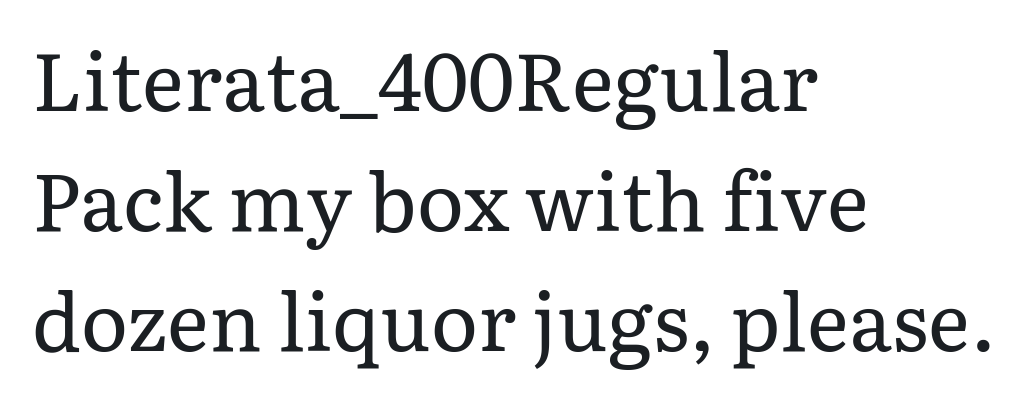 Literata_400Regular
Pack my box with five
dozen liquor jugs, please.